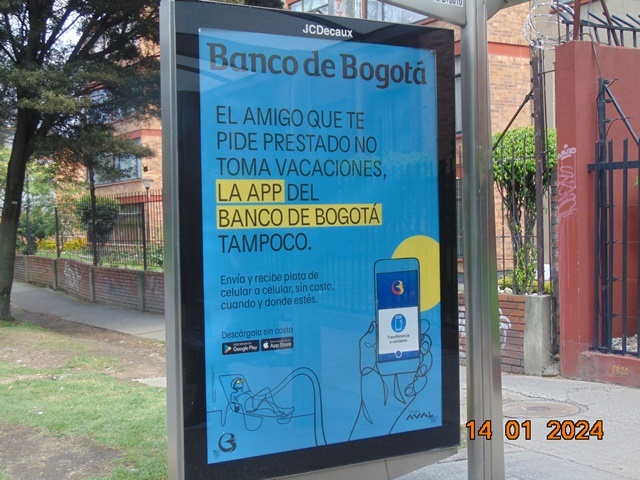 JCDecaux
Banco de Bogotá
EL AMIGO QUE TE
PIDE PRESTADO NO
TOMA VACACIONES,
LA APP DEL
BANCO DE BOGOTÁ
TAMPOCO.
Envía y recibe plata de
celular a celular, sin costo,
cuando y donde estés.
Transferencia
a celulares
Descárgala sin costo
Google Play
App Store
AVAL
14 01 2024